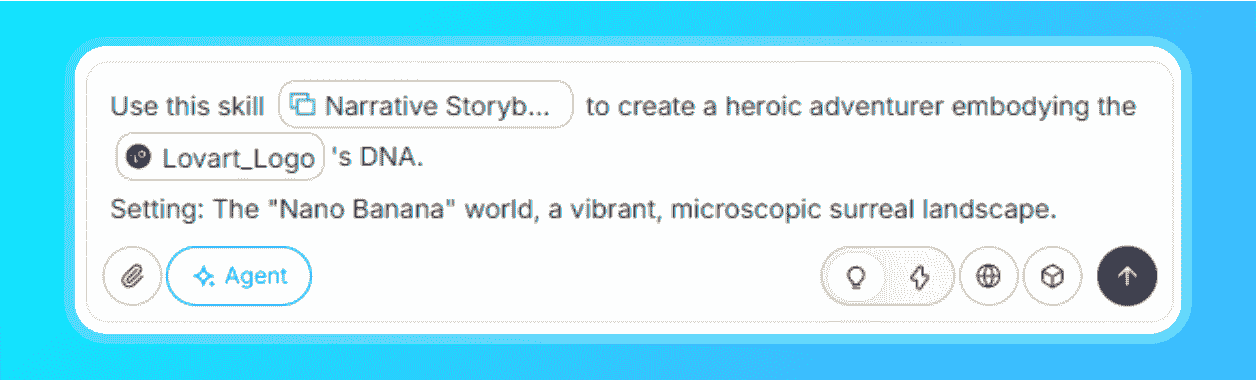 Use this skill Narrative Storyb... to create a heroic adventurer embodying the
Lovart_Logo 's DNA.
Setting: The "Nano Banana" world, a vibrant, microscopic surreal landscape.
Agent